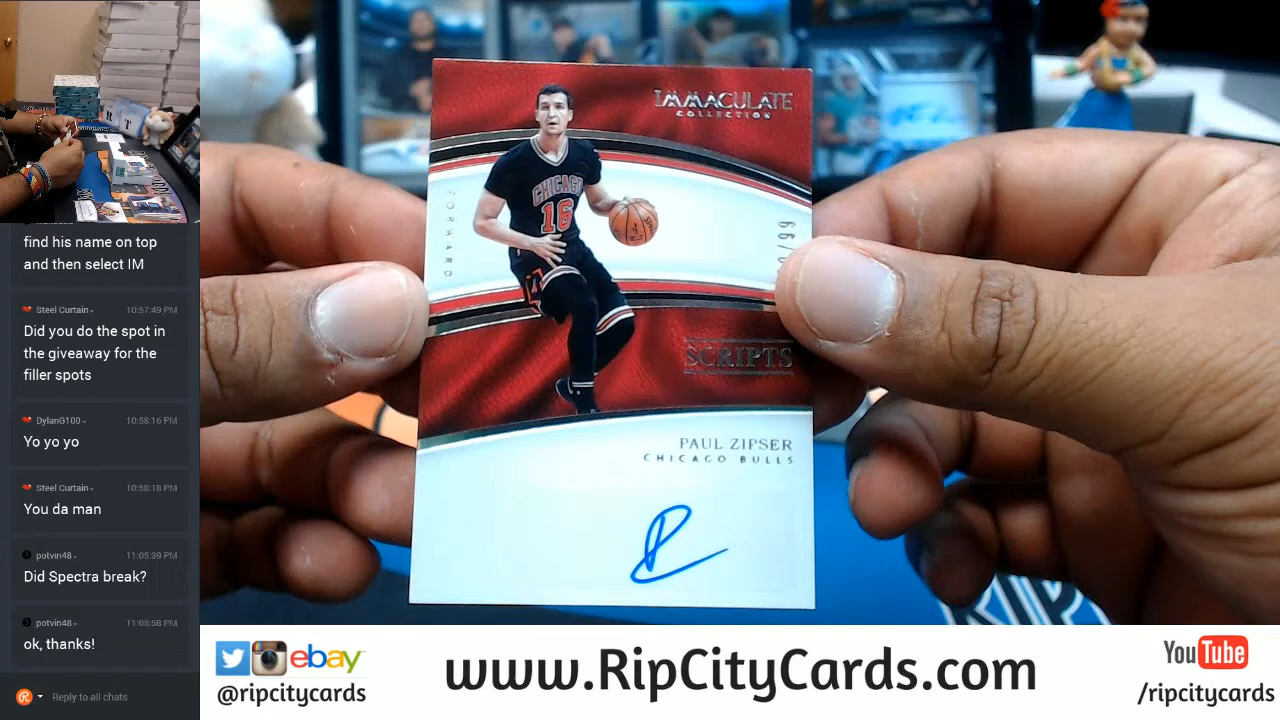 find his name on top
and then select IM
Steel Curtain
10:57:49 PM
Did you do the spot in
the giveaway for the
filler spots
DylanG100
10:58:16 PM
Yo yo yo
Steel Curtain
10:58:18 PM
You da man
potvin48
11:05:39 PM
Did Spectra break?
potvin48
11:05:58 PM
ok, thanks!
Reply to all chats
IMMACULATE
COLLECTION
FORWARD
CHICAGO
16
SCRIPTS
PAUL ZIPSER
CHICAGO BULLS
RIP
ebay
@ripcitycards
www.RipCityCards.com
YouTube
/ripcitycards